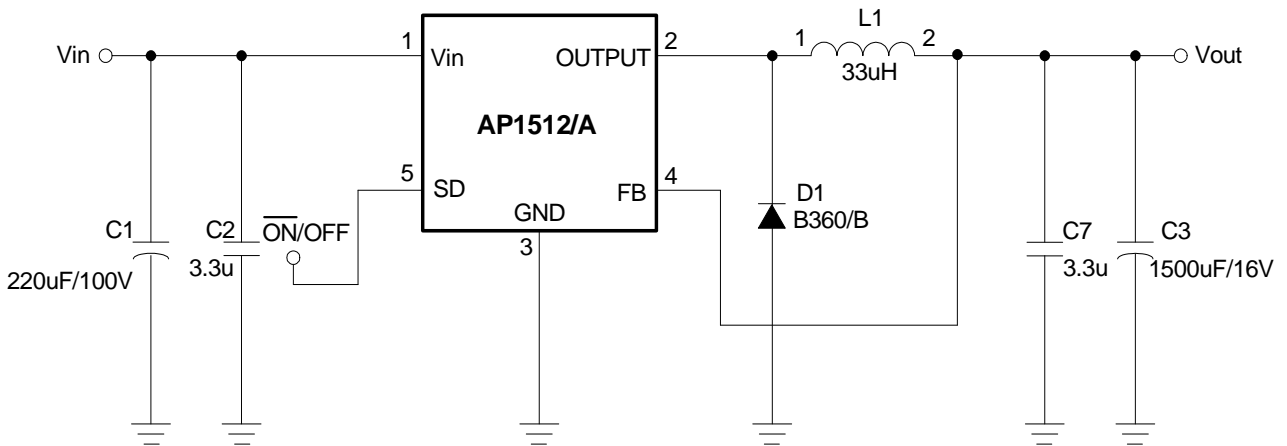 L1
Vin
1
Vin
OUTPUT
2
1
2
33uH
Vout
AP1512/A
5
SD
FB
4
GND
3
D1
B360/B
C1
220uF/100V
C2
3.3u
O̅N̅/OFF
C7
3.3u
C3
1500uF/16V